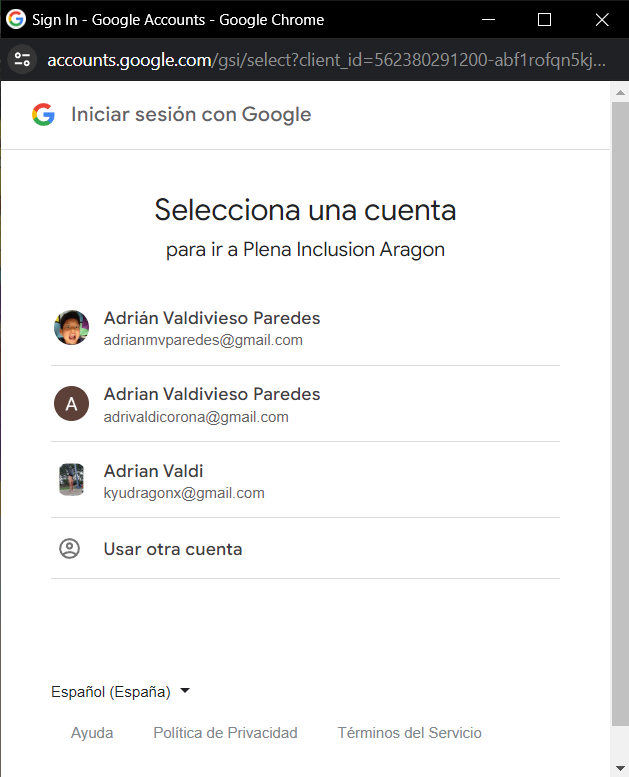 Sign In - Google Accounts - Google Chrome
accounts.google.com/gsi/select?client_id=562380291200-abf1rofqn5kj...
Iniciar sesión con Google
Selecciona una cuenta
para ir a Plena Inclusion Aragon
Adrián Valdivieso Paredes
adrianmvparedes@gmail.com
A
Adrian Valdivieso Paredes
adrivaldicorona@gmail.com
Adrian Valdi
kyudragonx@gmail.com
Usar otra cuenta
Español (España)
Ayuda Política de Privacidad Términos del Servicio